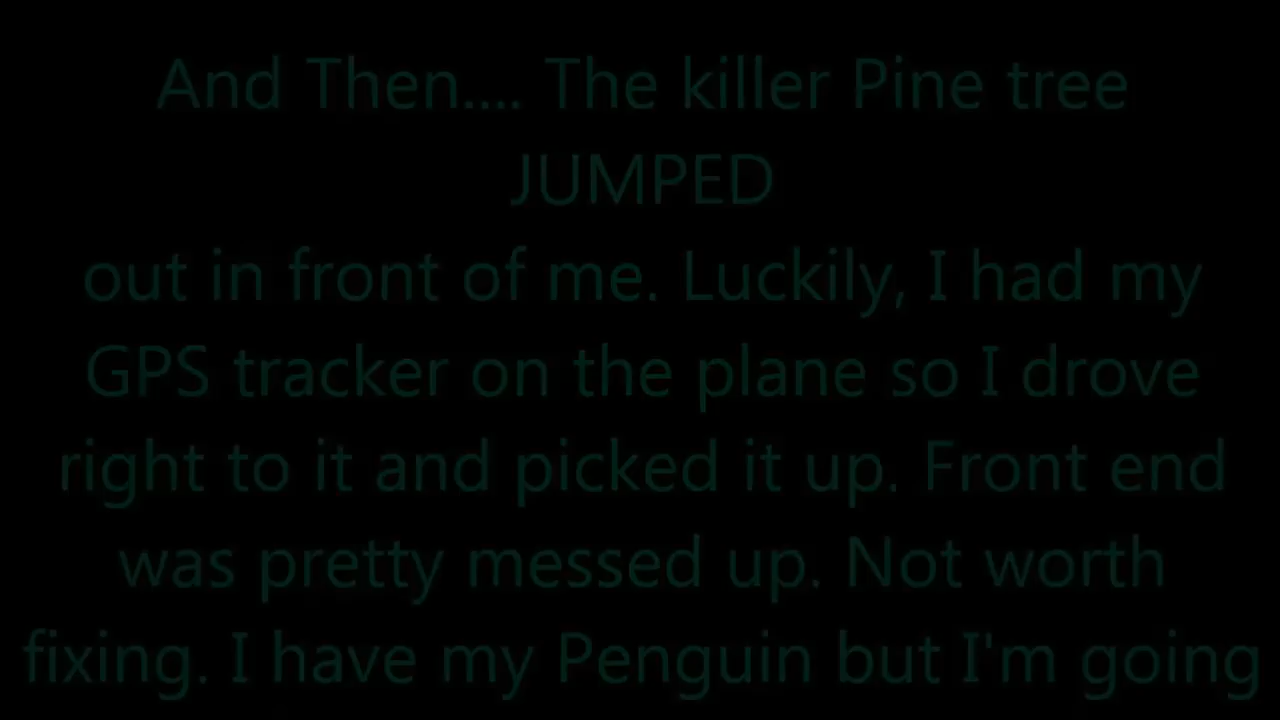 And Then.... The killer Pine tree
JUMPED
out in front of me. Luckily, I had my
GPS tracker on the plane so I drove
right to it and picked it up. Front end
was pretty messed up. Not worth
fixing. I have my Penguin but I'm going